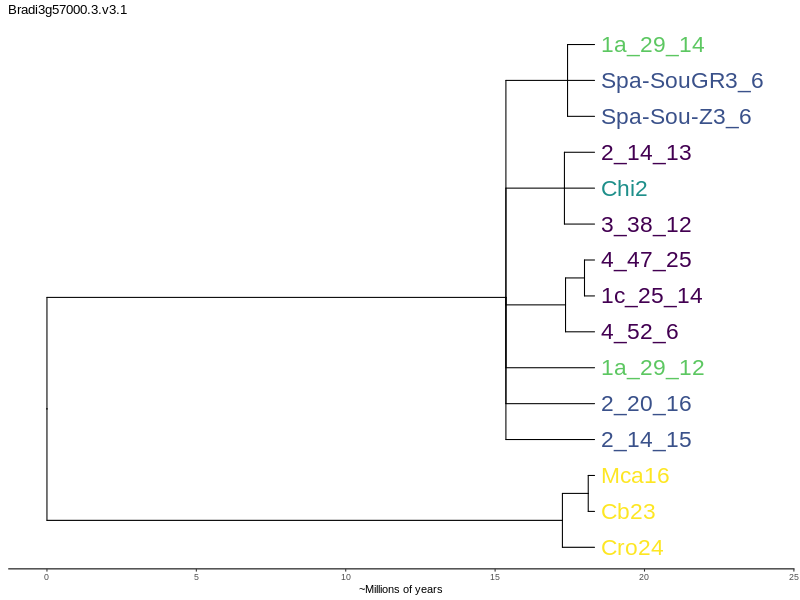 Bradi3g57000.3.v3.1
1a_29_14
Spa-SouGR3_6
Spa-Sou-Z3_6
2_14_13
Chi2
3_38_12
4_47_25
1c_25_14
4_52_6
1a_29_12
2_20_16
2_14_15
Mca16
Cb23
Cro24
0 5 10 15 20 25
~Millions of years